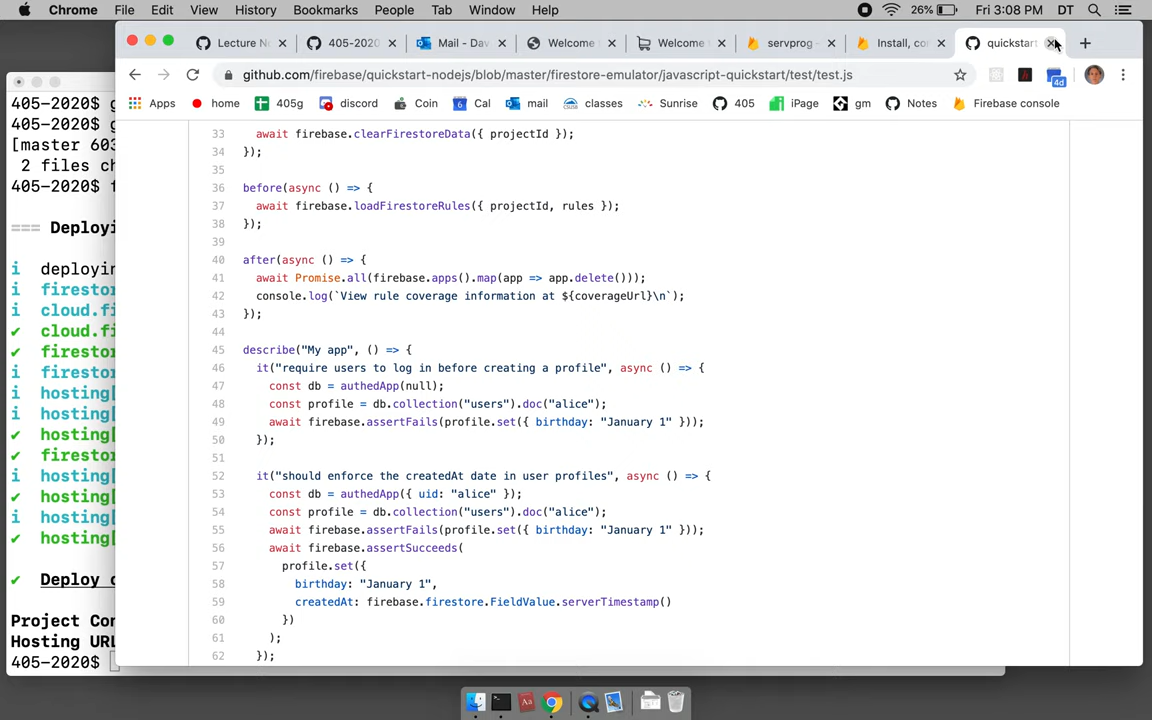 Chrome File Edit View History Bookmarks People Tab Window Help 26% Fri 3:08 PM DT
Lecture No 405-2020 Mail - Dav Welcome Welcome servprog - Install, con quickstart
github.com/firebase/quickstart-nodejs/blob/master/firestore-emulator/javascript-quickstart/test/test.js
4d
Apps home 405g discord Coin 6 Cal mail classes Sunrise 405 iPage gm Notes Firebase console
405-2020$ g
405-2020$ g
[master 603
2 files ch
405-2020$ f
=== Deployi
i deployin
i firestor
i cloud.fi
✔ cloud.fi
✔ firestor
i firestor
i hosting[
i hosting[
✔ hosting[
✔ firestor
i hosting[
✔ hosting[
i hosting[
✔ hosting[
✔ Deploy c
Project Con
Hosting URL
405-2020$
33 await firebase.clearFirestoreData({ projectId });
34 });
35
36 before(async () => {
37 await firebase.loadFirestoreRules({ projectId, rules });
38 });
39
40 after(async () => {
41 await Promise.all(firebase.apps().map(app => app.delete()));
42 console.log(`View rule coverage information at ${coverageUrl}\n`);
43 });
44
45 describe("My app", () => {
46 it("require users to log in before creating a profile", async () => {
47 const db = authedApp(null);
48 const profile = db.collection("users").doc("alice");
49 await firebase.assertFails(profile.set({ birthday: "January 1" }));
50 });
51
52 it("should enforce the createdAt date in user profiles", async () => {
53 const db = authedApp({ uid: "alice" });
54 const profile = db.collection("users").doc("alice");
55 await firebase.assertFails(profile.set({ birthday: "January 1" }));
56 await firebase.assertSucceeds(
57 profile.set({
58 birthday: "January 1",
59 createdAt: firebase.firestore.FieldValue.serverTimestamp()
60 })
61 );
62 });